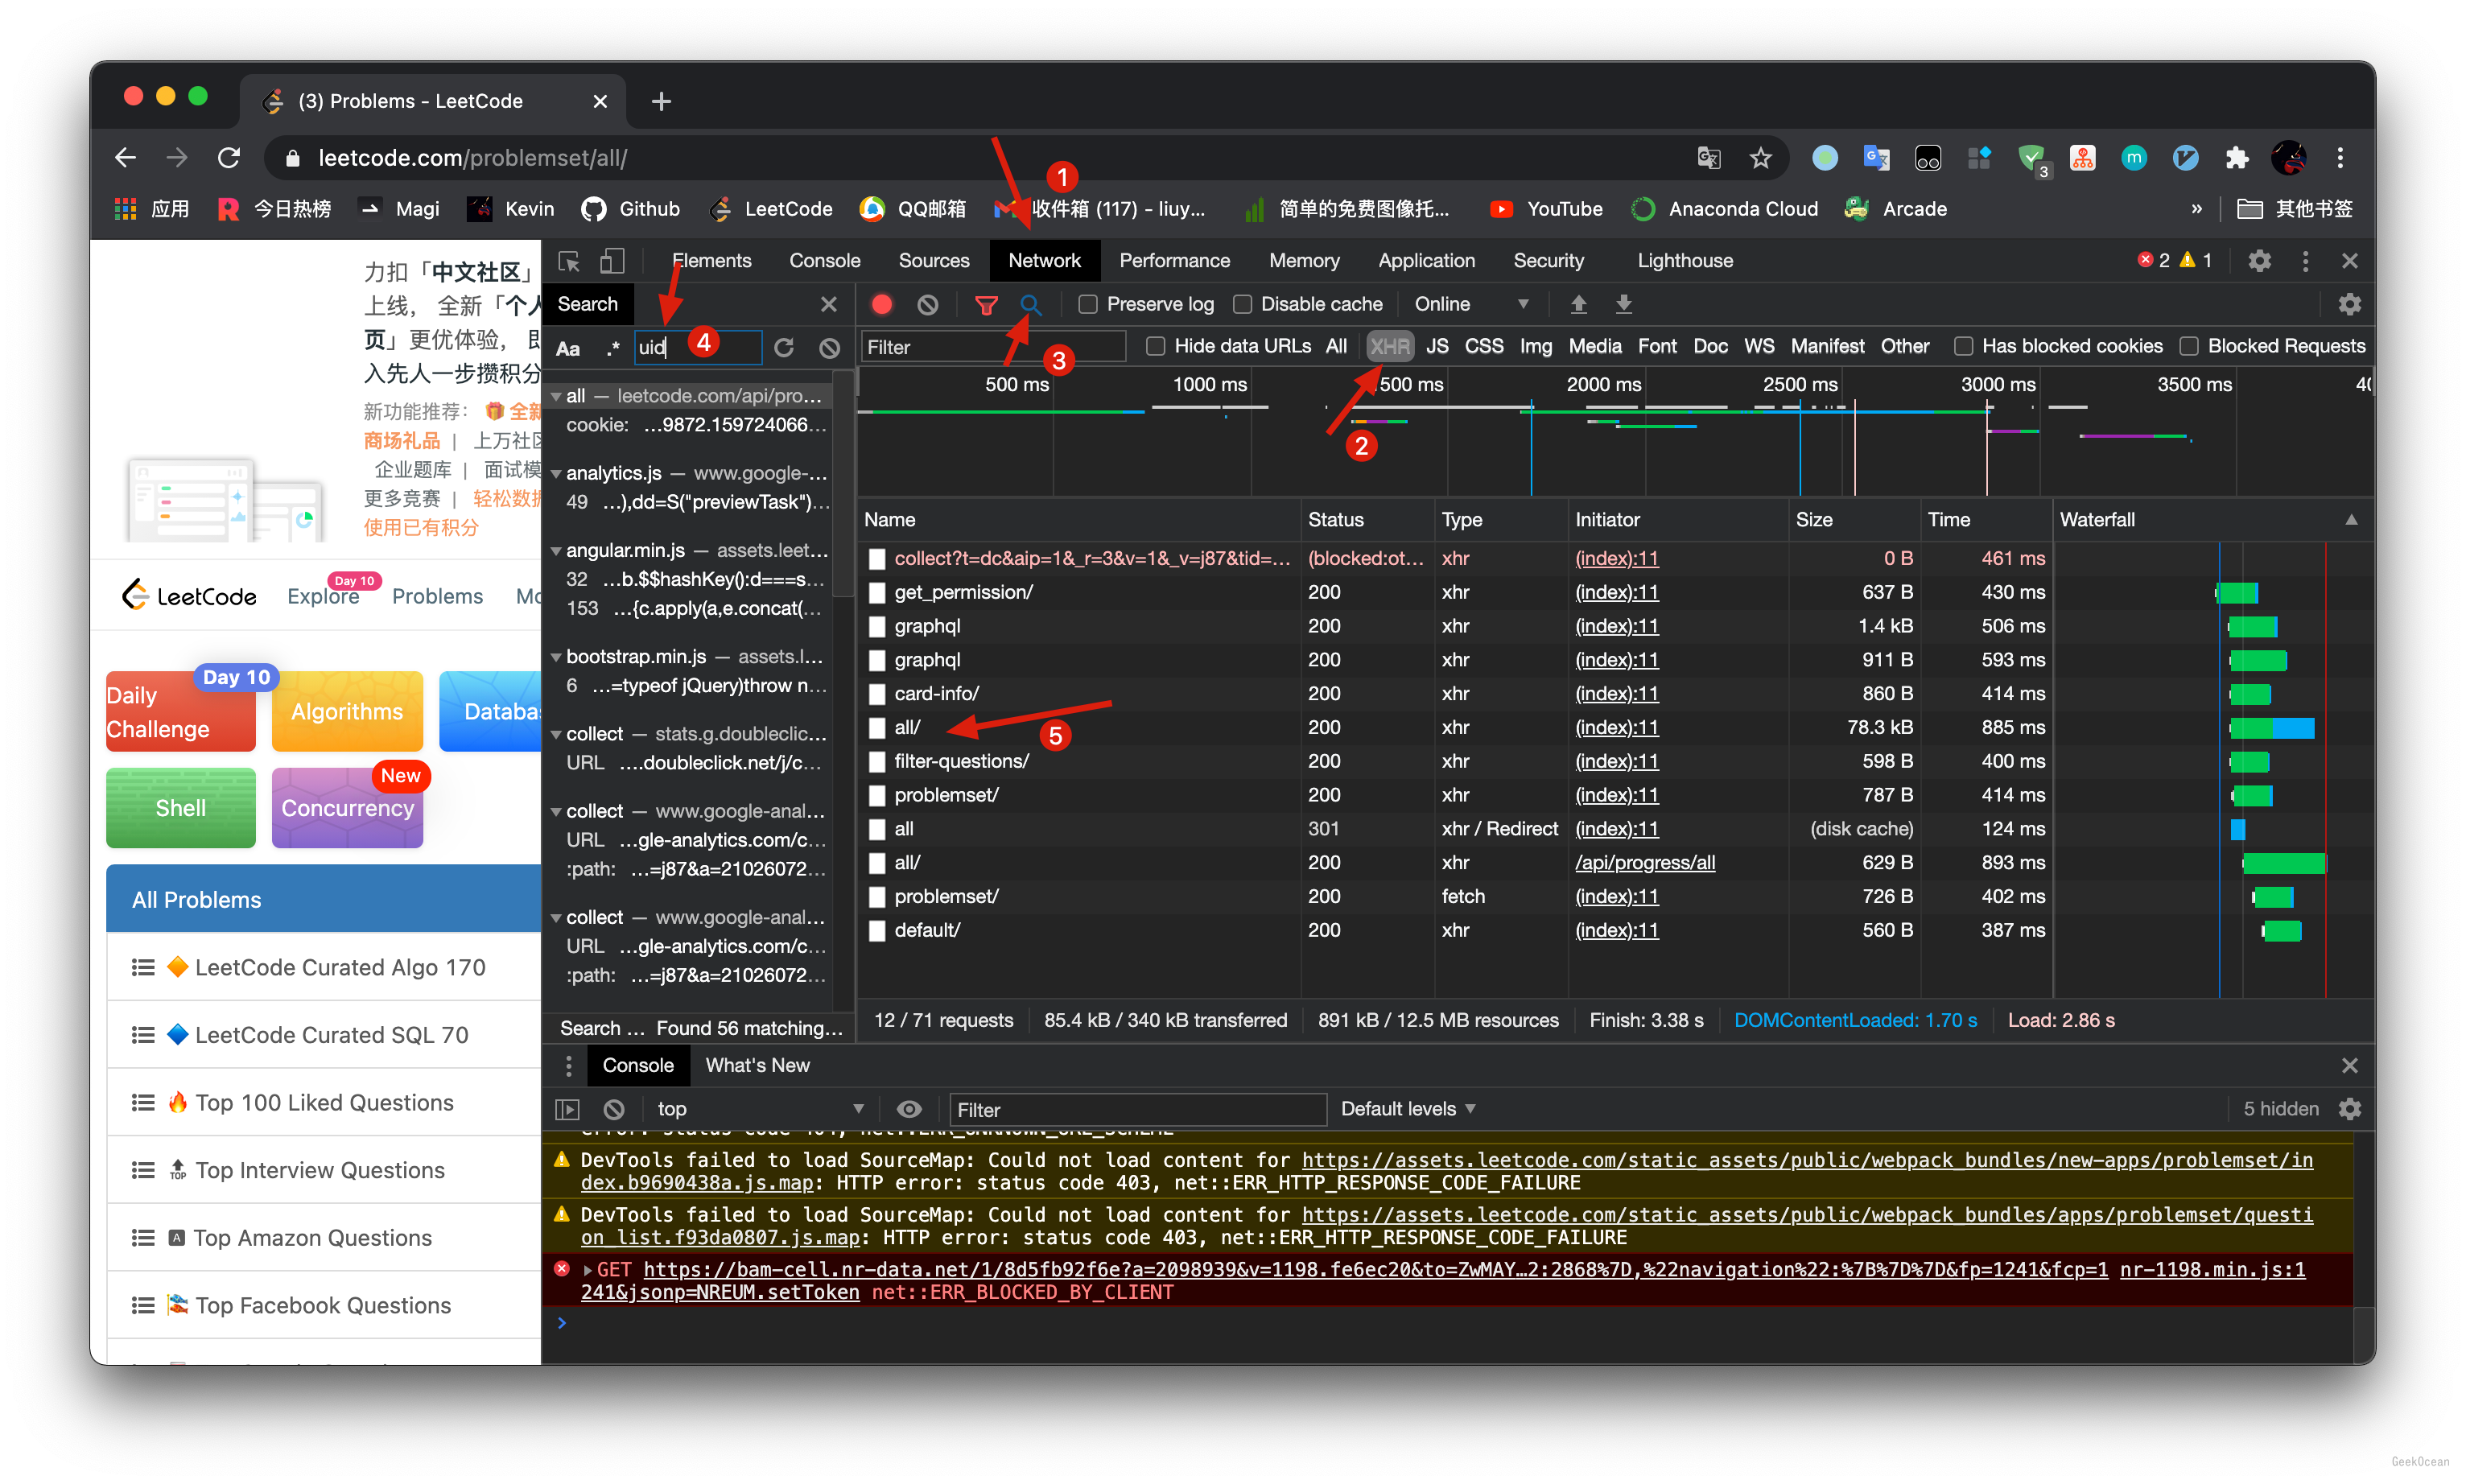 (3) Problems - LeetCode
leetcode.com/problemset/all/
3
m
应用 今日热榜 Magi Kevin Github LeetCode QQ邮箱 收件箱 (117) - liuy... 简单的免费图像托... YouTube Anaconda Cloud Arcade » 其他书签
1
力扣「中文社区」
上线， 全新「个人
页」更优体验， 即
入先人一步攒积分
新功能推荐： 全新
商场礼品 | 上万社区
企业题库 | 面试模
更多竞赛 | 轻松数据
使用已有积分
LeetCode Explore Day 10 Problems Mo
Daily Challenge Day 10
Algorithms
Databas
Shell
Concurrency New
All Problems
LeetCode Curated Algo 170
LeetCode Curated SQL 70
Top 100 Liked Questions
TOP Top Interview Questions
A Top Amazon Questions
Top Facebook Questions
Elements Console Sources Network Performance Memory Application Security Lighthouse 2 1
Search
Aa .* uid 4
all — leetcode.com/api/pro...
cookie: ...9872.159724066...
analytics.js — www.google-...
49 ...),dd=S("previewTask")...
angular.min.js — assets.leet...
32 ...b.$$hashKey():d===s...
153 ...{c.apply(a,e.concat(...
bootstrap.min.js — assets.l...
6 ...=typeof jQuery)throw n...
collect — stats.g.doubleclic...
URL ....doubleclick.net/j/c...
collect — www.google-anal...
URL ...gle-analytics.com/c...
:path: ...=j87&a=21026072...
collect — www.google-anal...
URL ...gle-analytics.com/c...
:path: ...=j87&a=21026072...
Search ... Found 56 matching...
Preserve log Disable cache Online
3
Filter Hide data URLs All XHR JS CSS Img Media Font Doc WS Manifest Other Has blocked cookies Blocked Requests
500 ms 1000 ms 1500 ms 2000 ms 2500 ms 3000 ms 3500 ms 40
2
Name Status Type Initiator Size Time Waterfall
collect?t=dc&aip=1&_r=3&v=1&_v=j87&tid=... (blocked:ot... xhr (index):11 0 B 461 ms
get_permission/ 200 xhr (index):11 637 B 430 ms
graphql 200 xhr (index):11 1.4 kB 506 ms
graphql 200 xhr (index):11 911 B 593 ms
card-info/ 200 xhr (index):11 860 B 414 ms
all/ 200 xhr (index):11 78.3 kB 885 ms
5
filter-questions/ 200 xhr (index):11 598 B 400 ms
problemset/ 200 xhr (index):11 787 B 414 ms
all 301 xhr / Redirect (index):11 (disk cache) 124 ms
all/ 200 xhr /api/progress/all 629 B 893 ms
problemset/ 200 fetch (index):11 726 B 402 ms
default/ 200 xhr (index):11 560 B 387 ms
12 / 71 requests 85.4 kB / 340 kB transferred 891 kB / 12.5 MB resources Finish: 3.38 s DOMContentLoaded: 1.70 s Load: 2.86 s
Console What's New
top Filter Default levels 5 hidden
error: status code 404, net::ERR_UNKNOWN_URL_SCHEME
DevTools failed to load SourceMap: Could not load content for https://assets.leetcode.com/static_assets/public/webpack_bundles/new-apps/problemset/in
dex.b9690438a.js.map: HTTP error: status code 403, net::ERR_HTTP_RESPONSE_CODE_FAILURE
DevTools failed to load SourceMap: Could not load content for https://assets.leetcode.com/static_assets/public/webpack_bundles/apps/problemset/questi
on_list.f93da0807.js.map: HTTP error: status code 403, net::ERR_HTTP_RESPONSE_CODE_FAILURE
GET https://bam-cell.nr-data.net/1/8d5fb92f6e?a=2098939&v=1198.fe6ec20&to=ZwMAY…2:2868%7D,%22navigation%22:%7B%7D%7D&fp=1241&fcp=1 nr-1198.min.js:1
241&jsonp=NREUM.setToken net::ERR_BLOCKED_BY_CLIENT
GeekOcean